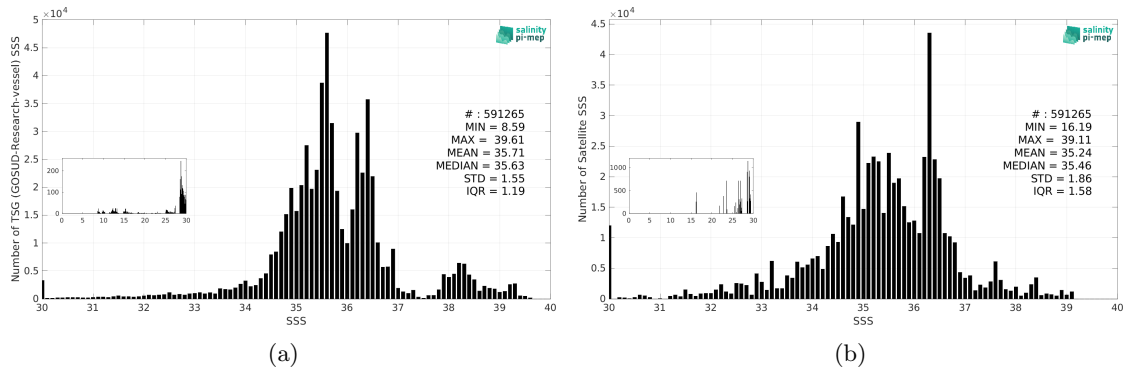 ×10^4
5
4.5
4
3.5
3
2.5
2
1.5
1
0.5
0
Number of TSG (GOSUD-Research-vessel) SSS
salinity
pi-mep
# : 591265
MIN = 8.59
MAX = 39.61
MEAN = 35.71
MEDIAN = 35.63
STD = 1.55
IQR = 1.19
200
100
0
0 5 10 15 20 25 30
30 31 32 33 34 35 36 37 38 39 40
SSS
(a)
×10^4
4.5
4
3.5
3
2.5
2
1.5
1
0.5
0
Number of Satellite SSS
salinity
pi-mep
# : 591265
MIN = 16.19
MAX = 39.11
MEAN = 35.24
MEDIAN = 35.46
STD = 1.86
IQR = 1.58
1000
500
0
0 5 10 15 20 25 30
30 31 32 33 34 35 36 37 38 39 40
SSS
(b)